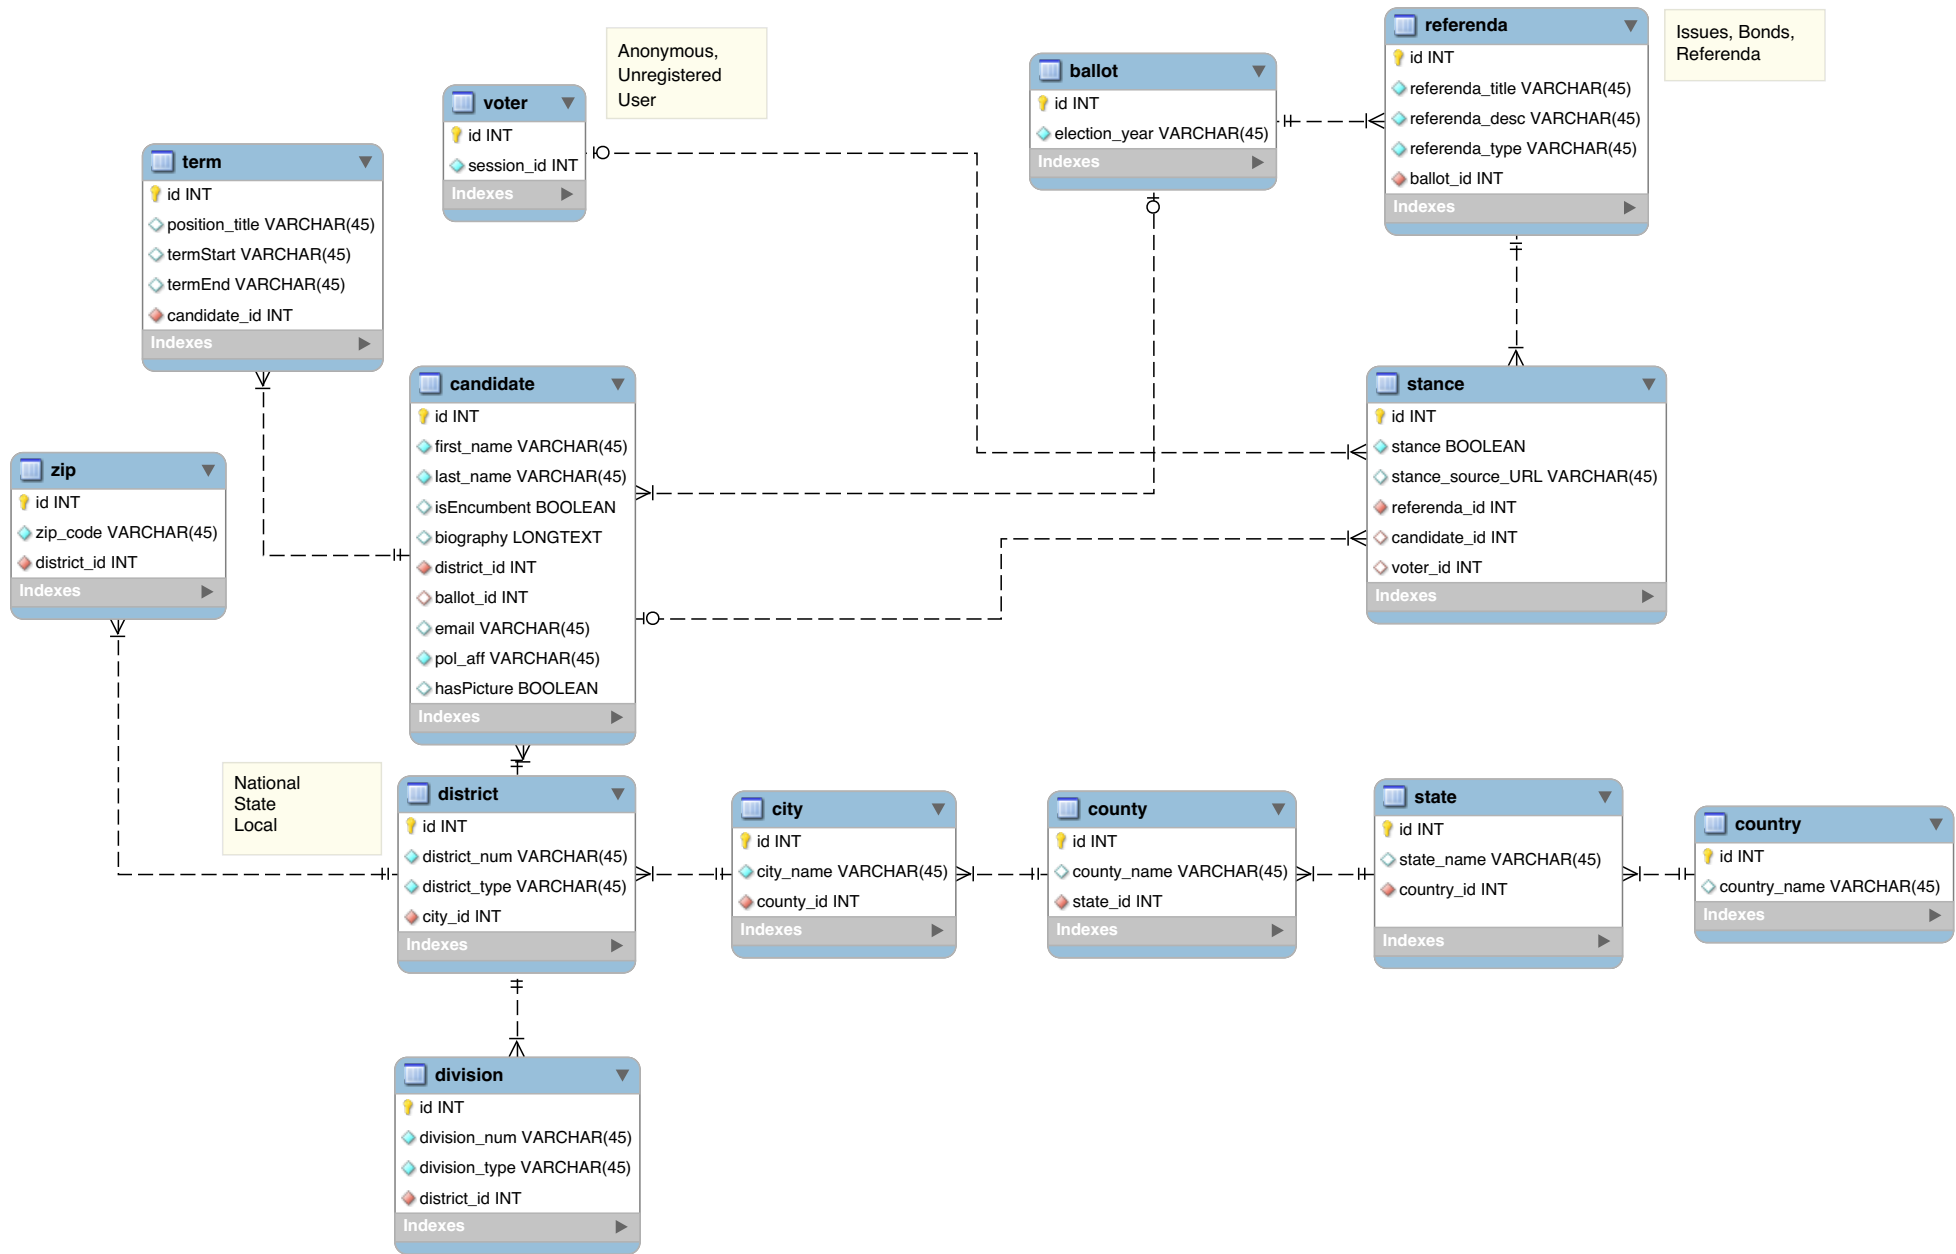 referenda
id INT
referenda_title VARCHAR(45)
referenda_desc VARCHAR(45)
referenda_type VARCHAR(45)
ballot_id INT
Indexes
Issues, Bonds,
Referenda
Anonymous,
Unregistered
User
ballot
id INT
election_year VARCHAR(45)
Indexes
voter
id INT
session_id INT
Indexes
term
id INT
position_title VARCHAR(45)
termStart VARCHAR(45)
termEnd VARCHAR(45)
candidate_id INT
Indexes
candidate
id INT
first_name VARCHAR(45)
last_name VARCHAR(45)
isEncumbent BOOLEAN
biography LONGTEXT
district_id INT
ballot_id INT
email VARCHAR(45)
pol_aff VARCHAR(45)
hasPicture BOOLEAN
Indexes
stance
id INT
stance BOOLEAN
stance_source_URL VARCHAR(45)
referenda_id INT
candidate_id INT
voter_id INT
Indexes
zip
id INT
zip_code VARCHAR(45)
district_id INT
Indexes
National
State
Local
district
id INT
district_num VARCHAR(45)
district_type VARCHAR(45)
city_id INT
Indexes
city
id INT
city_name VARCHAR(45)
county_id INT
Indexes
county
id INT
county_name VARCHAR(45)
state_id INT
Indexes
state
id INT
state_name VARCHAR(45)
country_id INT
Indexes
country
id INT
country_name VARCHAR(45)
Indexes
division
id INT
division_num VARCHAR(45)
division_type VARCHAR(45)
district_id INT
Indexes